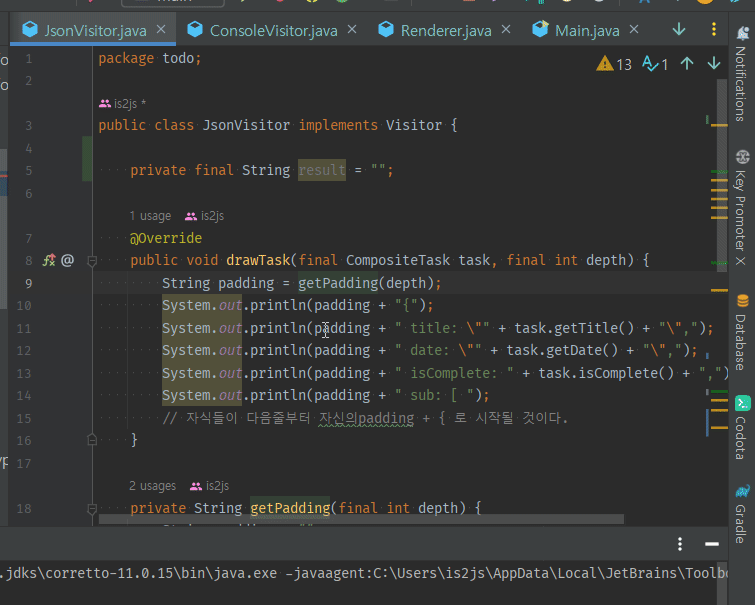 main
JsonVisitor.java
ConsoleVisitor.java
Renderer.java
Main.java
13
1
1 package todo;
2
is2js *
3 public class JsonVisitor implements Visitor {
4
5 private final String result = "";
6
1 usage is2js
7 @Override
8 public void drawTask(final CompositeTask task, final int depth) {
9 String padding = getPadding(depth);
10 System.out.println(padding + "{");
11 System.out.println(padding + " title: \"" + task.getTitle() + "\",");
12 System.out.println(padding + " date: \"" + task.getDate() + "\",");
13 System.out.println(padding + " isComplete: " + task.isComplete() + ",")
14 System.out.println(padding + " sub: [ ");
15 // 자식들이 다음줄부터 자신의padding + { 로 시작될 것이다.
16 }
17
2 usages is2js
18 private String getPadding(final int depth) {
Notifications
Key Promoter X
Database
Codota
Gradle
.jdks\corretto-11.0.15\bin\java.exe -javaagent:C:\Users\is2js\AppData\Local\JetBrains\Toolbo